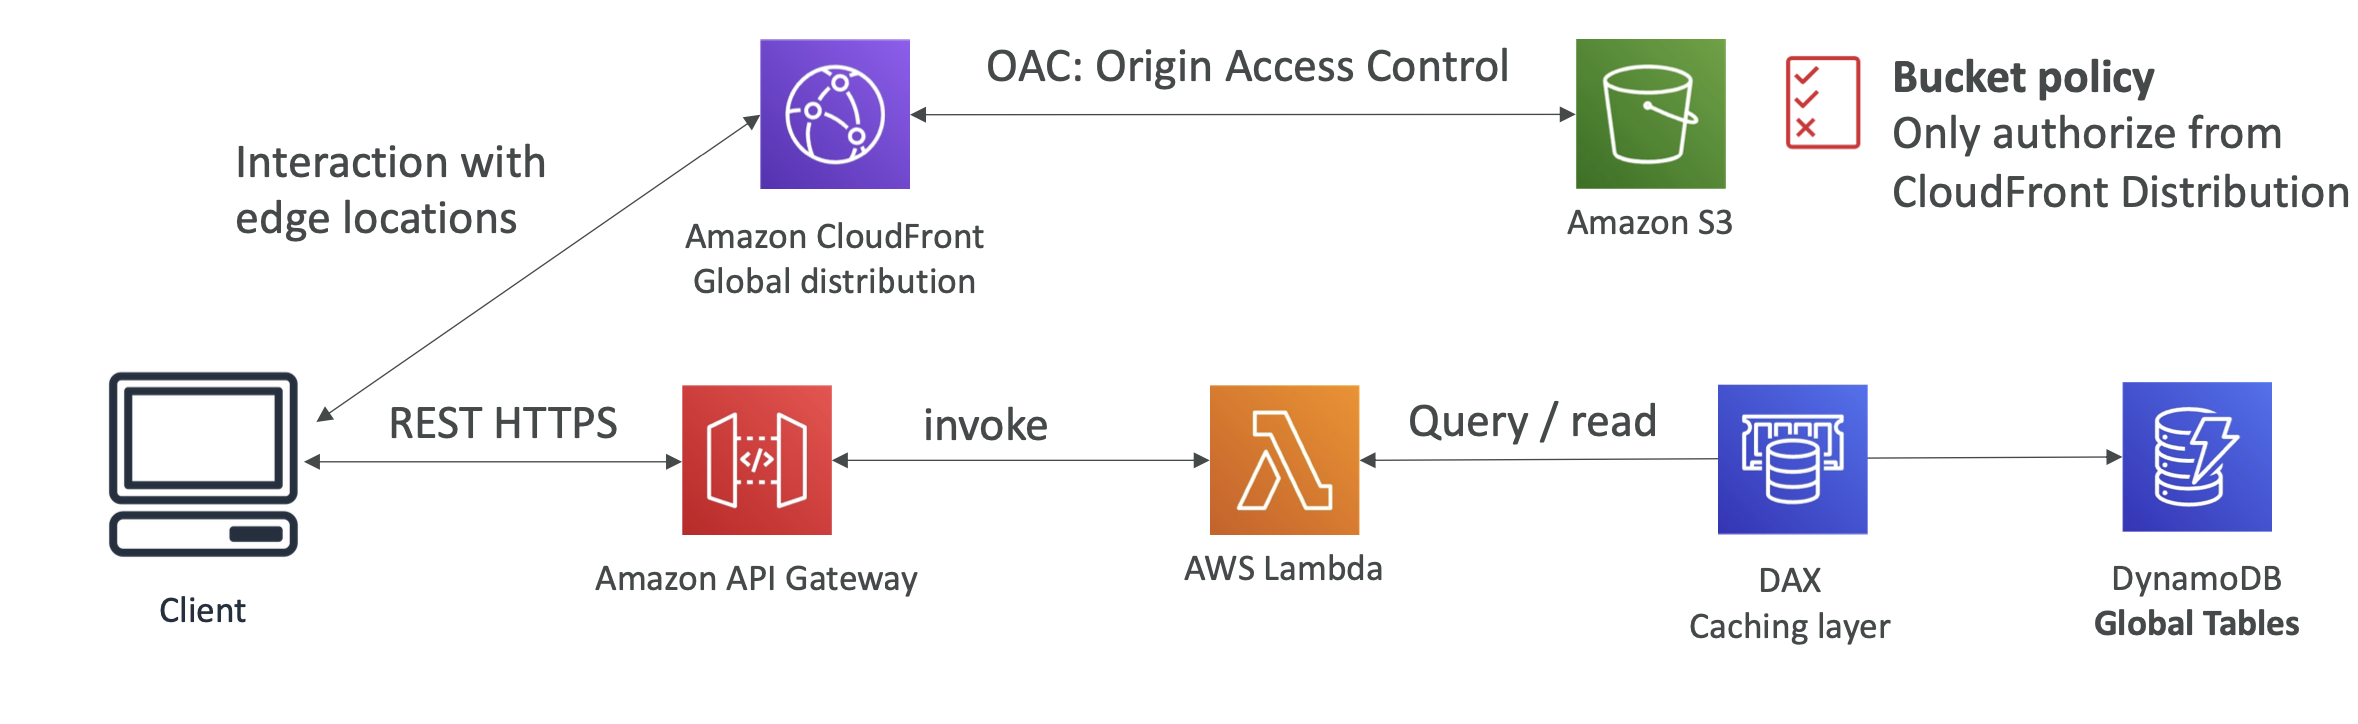 OAC: Origin Access Control
Bucket policy
Only authorize from
CloudFront Distribution
Interaction with
edge locations
Amazon CloudFront
Global distribution
Amazon S3
REST HTTPS
invoke
Query / read
</>
Client
Amazon API Gateway
AWS Lambda
DAX
Caching layer
DynamoDB
Global Tables